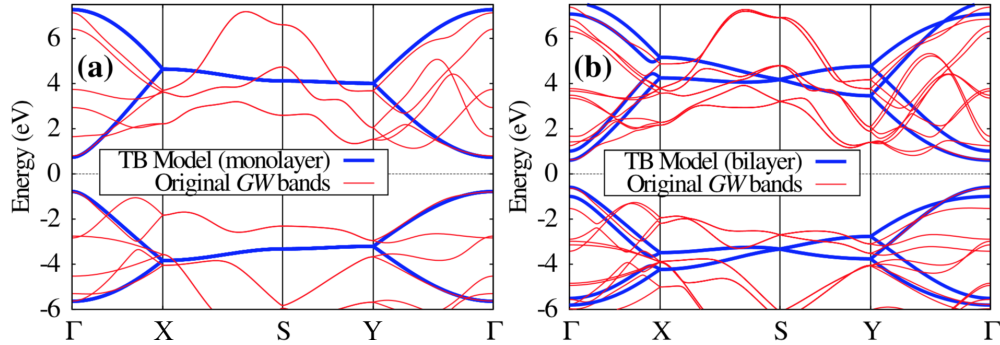 (a)
Energy (eV)
6
4
2
0
-2
-4
-6
TB Model (monolayer)
Original GW bands
Γ X S Y Γ
(b)
Energy (eV)
6
4
2
0
-2
-4
-6
TB Model (bilayer)
Original GW bands
Γ X S Y Γ